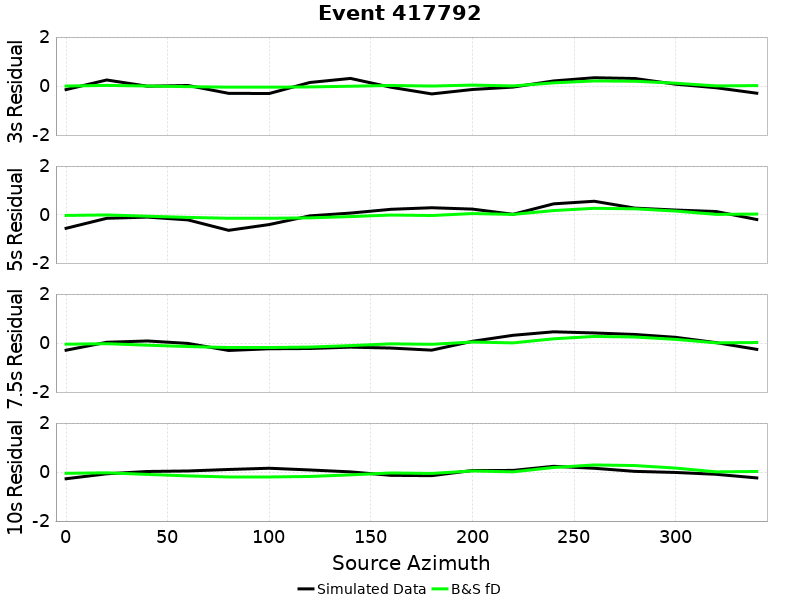 Event 417792
3s Residual
2
0
-2
5s Residual
2
0
-2
7.5s Residual
2
0
-2
10s Residual
2
0
-2
0 50 100 150 200 250 300
Source Azimuth
Simulated Data B&S fD